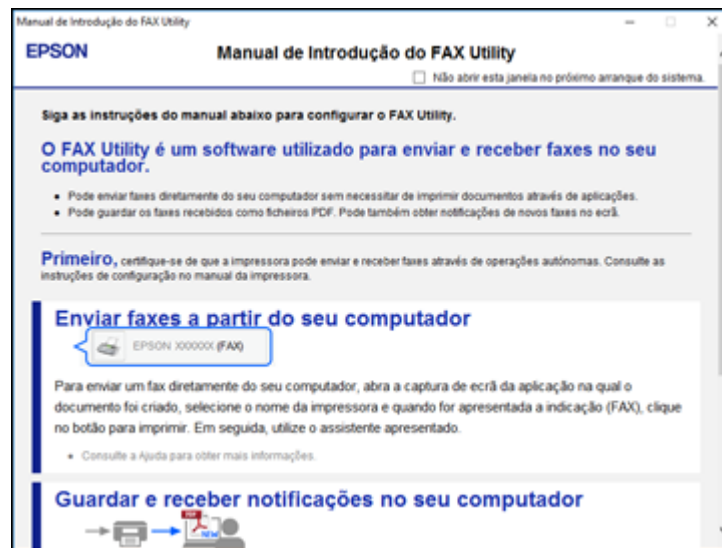 Manual de Introdução do FAX Utility
EPSON
Manual de Introdução do FAX Utility
Não abrir esta janela no próximo arranque do sistema.
Siga as instruções do manual abaixo para configurar o FAX Utility.
O FAX Utility é um software utilizado para enviar e receber faxes no seu
computador.
• Pode enviar faxes diretamente do seu computador sem necessitar de imprimir documentos através de aplicações.
• Pode guardar os faxes recebidos como ficheiros PDF. Pode também obter notificações de novos faxes no ecrã.
Primeiro, certifique-se de que a impressora pode enviar e receber faxes através de operações autónomas. Consulte as
instruções de configuração no manual da impressora.
Enviar faxes a partir do seu computador
EPSON XXXXXX (FAX)
Para enviar um fax diretamente do seu computador, abra a captura de ecrã da aplicação na qual o
documento foi criado, selecione o nome da impressora e quando for apresentada a indicação (FAX), clique
no botão para imprimir. Em seguida, utilize o assistente apresentado.
• Consulte a Ajuda para obter mais informações.
Guardar e receber notificações no seu computador
PDF
NEW